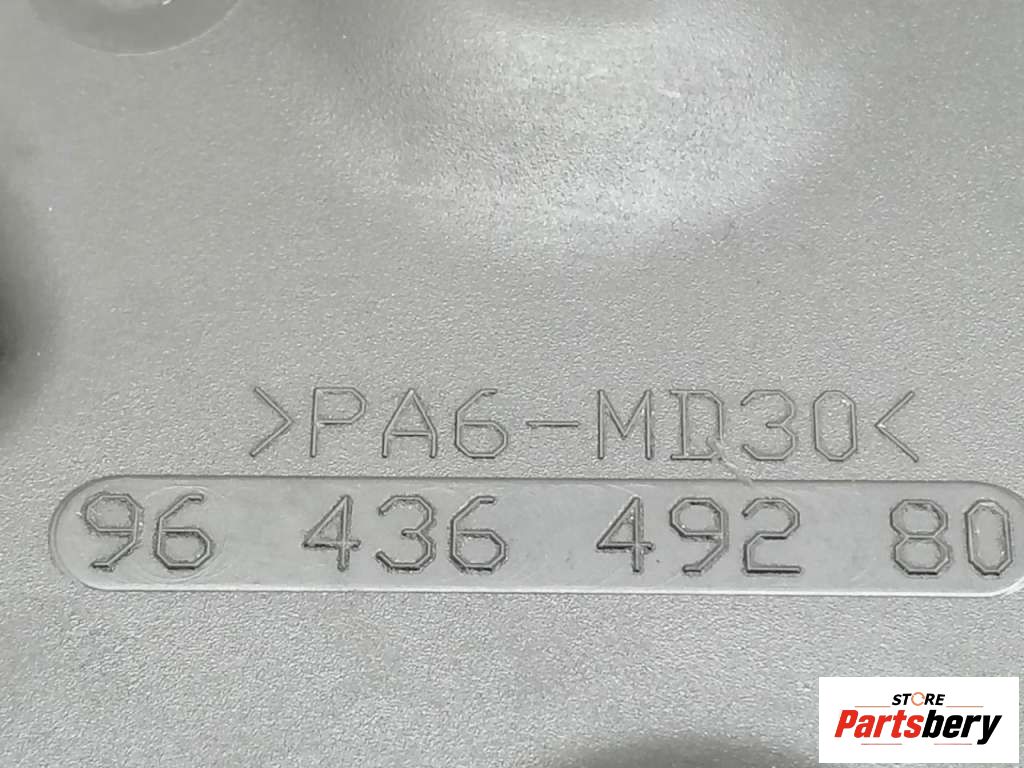 >PA6-MD30<
96 436 492 80
STORE
Partsbery